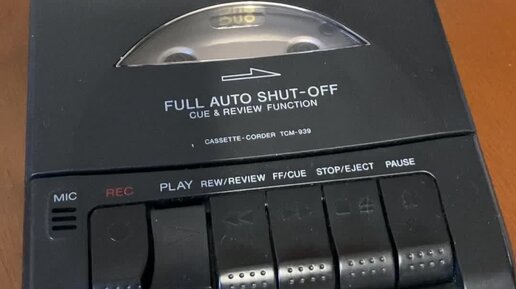 FULL AUTO SHUT-OFF
CUE & REVIEW FUNCTION
CASSETTE-CORDER TCM-939
MIC REC PLAY REW/REVIEW FF/CUE STOP/EJECT PAUSE